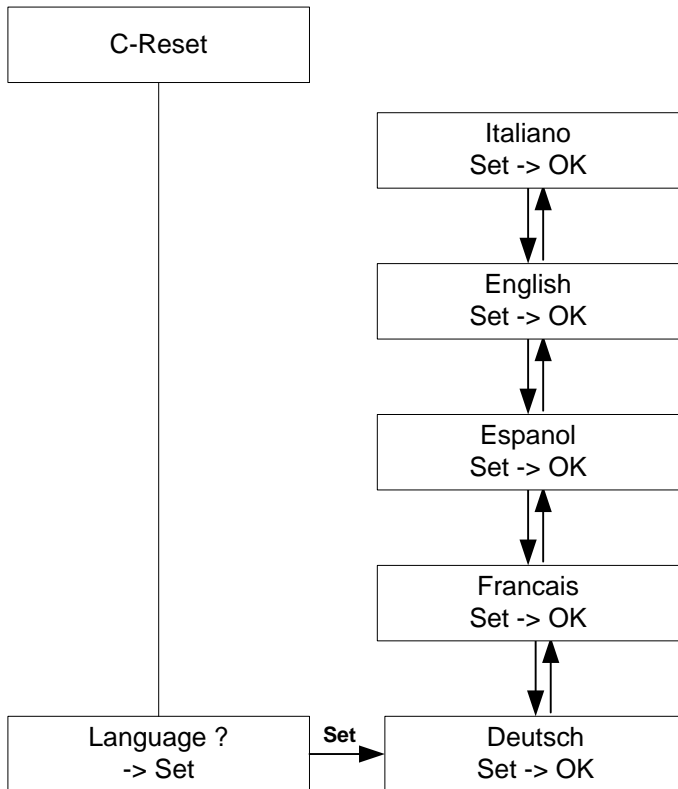 C-Reset
Italiano
Set -> OK
English
Set -> OK
Espanol
Set -> OK
Francais
Set -> OK
Language ?
-> Set
Set
Deutsch
Set -> OK